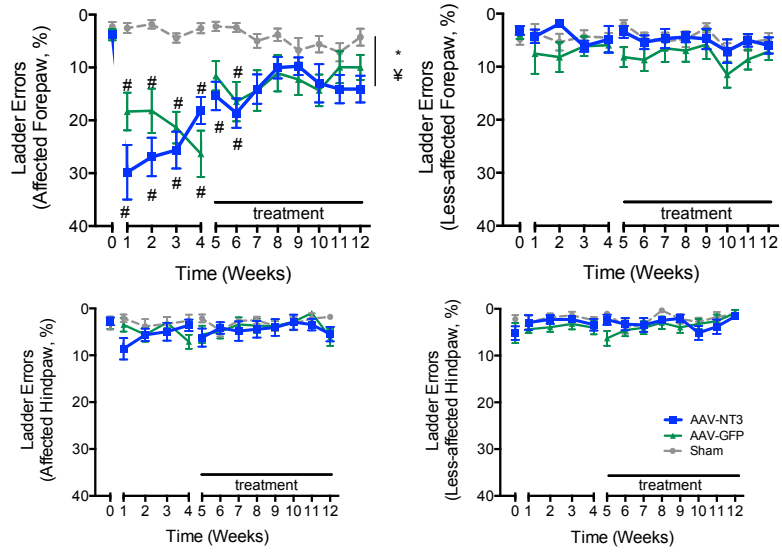 Ladder Errors
(Affected Forepaw, %)
0
10
20
30
40
# # # #
# # # #
# #
#
*
¥
treatment
0 1 2 3 4 5 6 7 8 9 10 11 12
Time (Weeks)
Ladder Errors
(Less-affected Forepaw, %)
0
10
20
30
40
treatment
0 1 2 3 4 5 6 7 8 9 10 11 12
Time (Weeks)
Ladder Errors
(Affected Hindpaw, %)
0
10
20
30
40
treatment
0 1 2 3 4 5 6 7 8 9 10 11 12
Time (Weeks)
Ladder Errors
(Less-affected Hindpaw, %)
0
10
20
30
40
AAV-NT3
AAV-GFP
Sham
treatment
0 1 2 3 4 5 6 7 8 9 10 11 12
Time (Weeks)